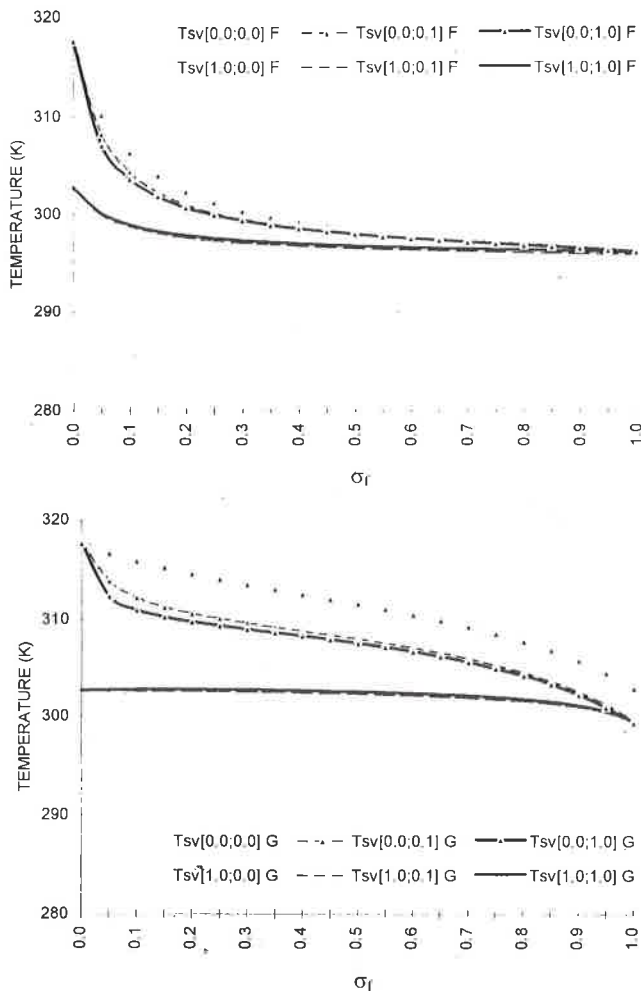 320
310
300
290
280
TEMPERATURE (K)
Tsv[0.0;0.0] F
Tsv[0.0;0.1] F
Tsv[0.0;1.0] F
Tsv[1.0;0.0] F
Tsv[1.0;0.1] F
Tsv[1.0;1.0] F
0.0
0.1
0.2
0.3
0.4
0.5
0.6
0.7
0.8
0.9
1.0
σf
320
310
300
290
280
TEMPERATURE (K)
Tsv[0.0;0.0] G
Tsv[0.0;0.1] G
Tsv[0.0;1.0] G
Tsv[1.0;0.0] G
Tsv[1.0;0.1] G
Tsv[1.0;1.0] G
0.0
0.1
0.2
0.3
0.4
0.5
0.6
0.7
0.8
0.9
1.0
σf